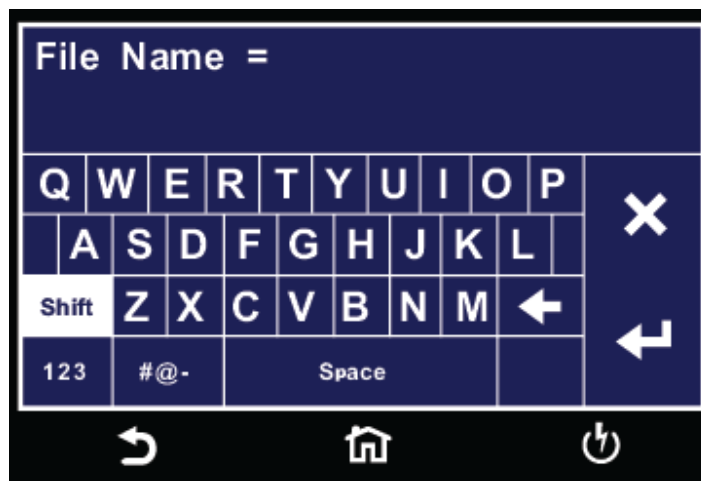 File Name =
Q W E R T Y U I O P
A S D F G H J K L
Shift Z X C V B N M
123 #@- Space